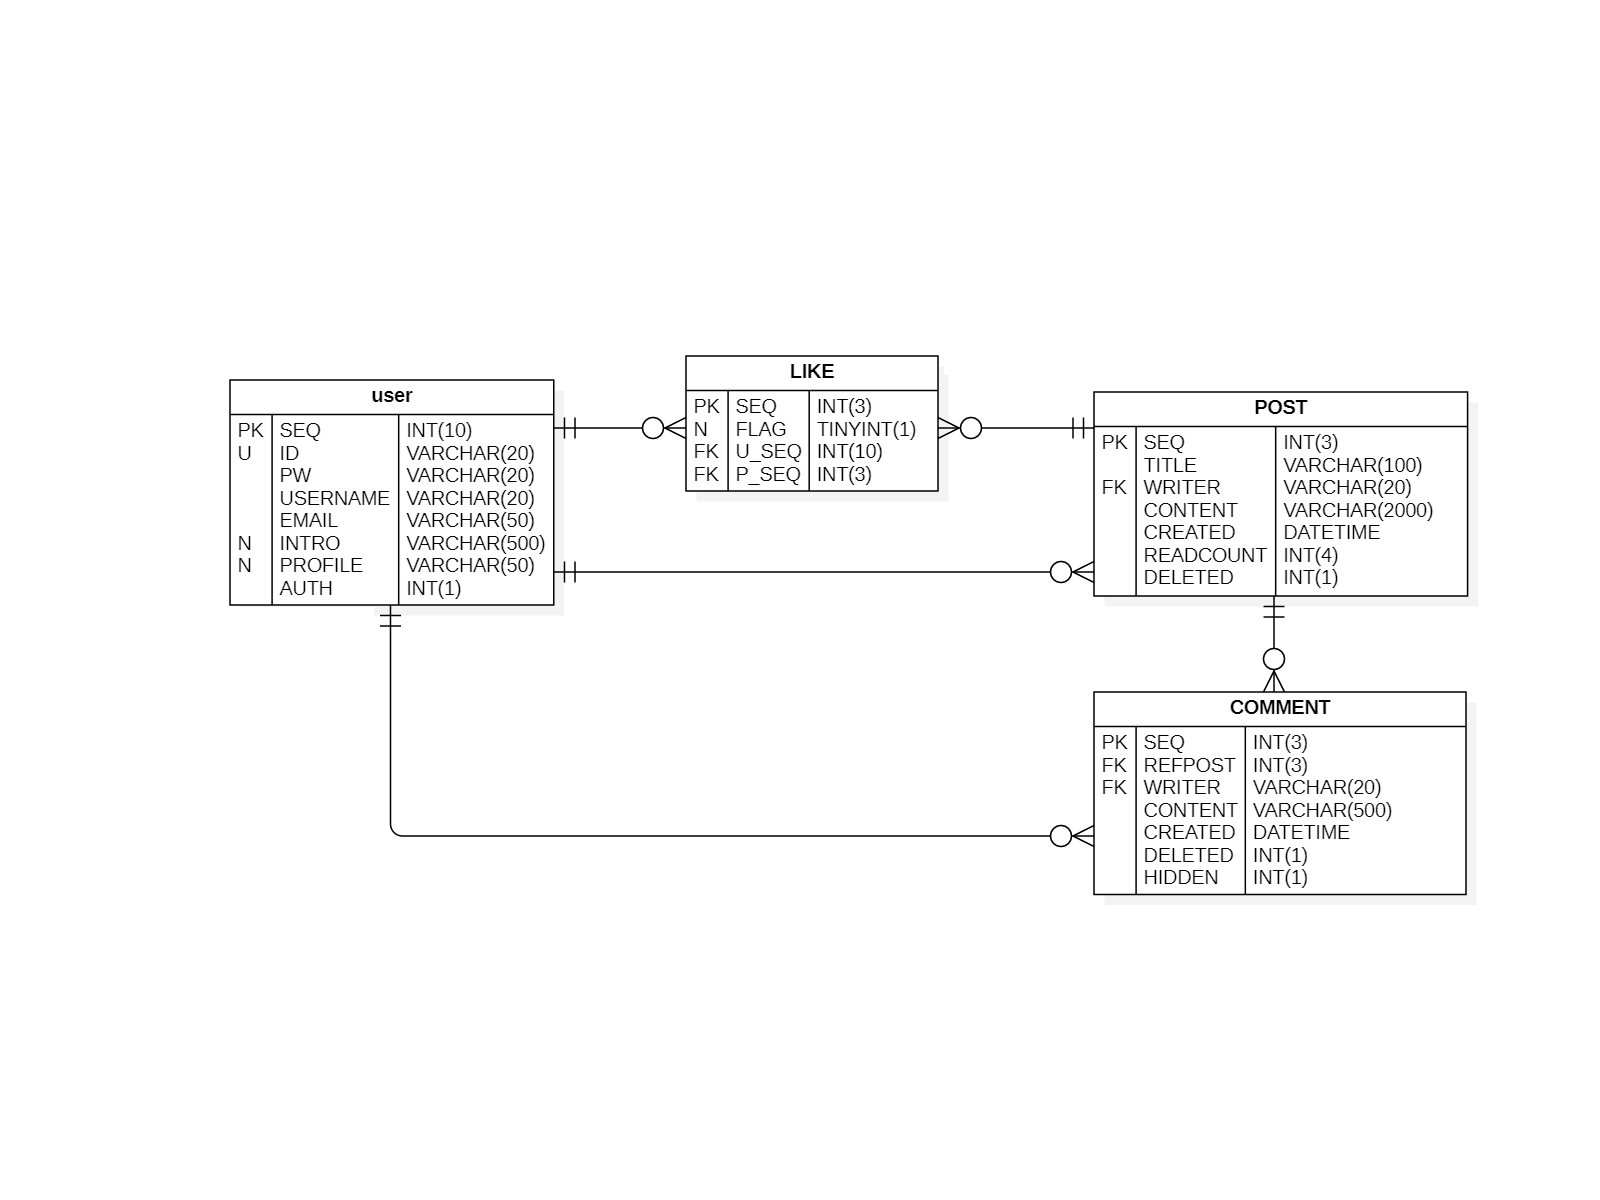 user
PK SEQ INT(10)
U ID VARCHAR(20)
PW VARCHAR(20)
USERNAME VARCHAR(20)
EMAIL VARCHAR(50)
N INTRO VARCHAR(500)
N PROFILE VARCHAR(50)
AUTH INT(1)
LIKE
PK SEQ INT(3)
N FLAG TINYINT(1)
FK U_SEQ INT(10)
FK P_SEQ INT(3)
POST
PK SEQ INT(3)
TITLE VARCHAR(100)
FK WRITER VARCHAR(20)
CONTENT VARCHAR(2000)
CREATED DATETIME
READCOUNT INT(4)
DELETED INT(1)
COMMENT
PK SEQ INT(3)
FK REFPOST INT(3)
FK WRITER VARCHAR(20)
CONTENT VARCHAR(500)
CREATED DATETIME
DELETED INT(1)
HIDDEN INT(1)